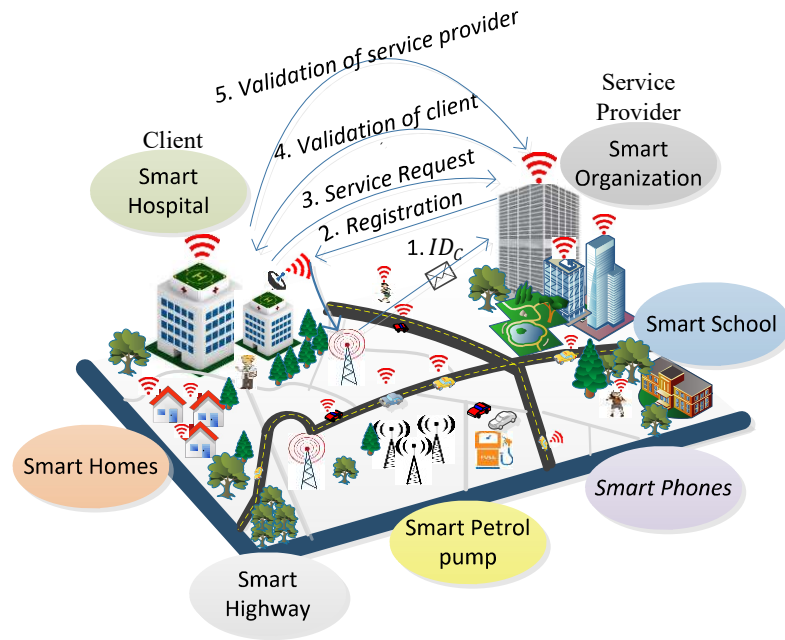 5. Validation of service provider
Service
Provider
4. Validation of client
Client
Smart
Organization
Smart
Hospital
3. Service Request
2. Registration
1. ID_C
H
H
Smart School
Smart Homes
Smart Phones
Smart Petrol
pump
Smart
Highway